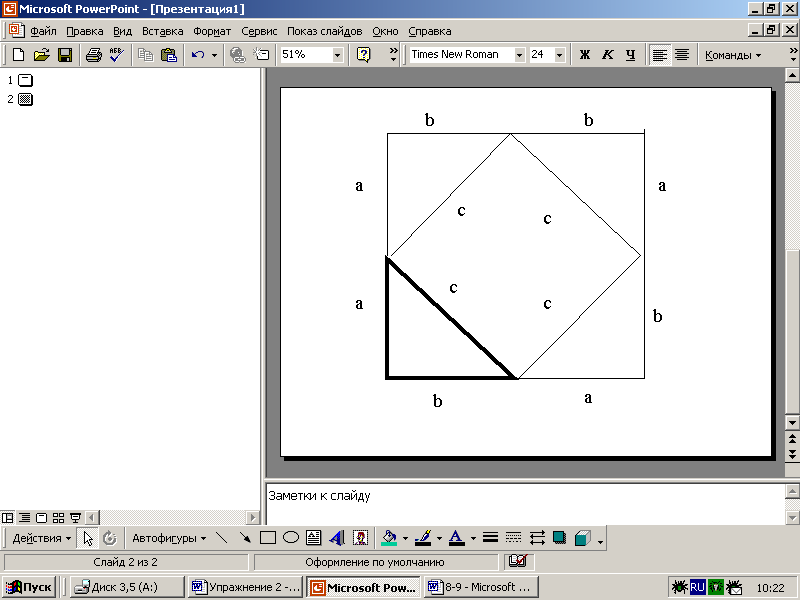 Microsoft PowerPoint - [Презентация1]
Файл Правка Вид Вставка Формат Сервис Показ слайдов Окно Справка
51% Times New Roman 24 Ж К Ч Команды
1
2
b b
a a
c c
c c
a b
b a
Заметки к слайду
Действия Автофигуры
Слайд 2 из 2 Оформление по умолчанию
Пуск Диск 3,5 (A:) Упражнение 2 -... Microsoft Pow... 8-9 - Microsoft ... RU 10:22